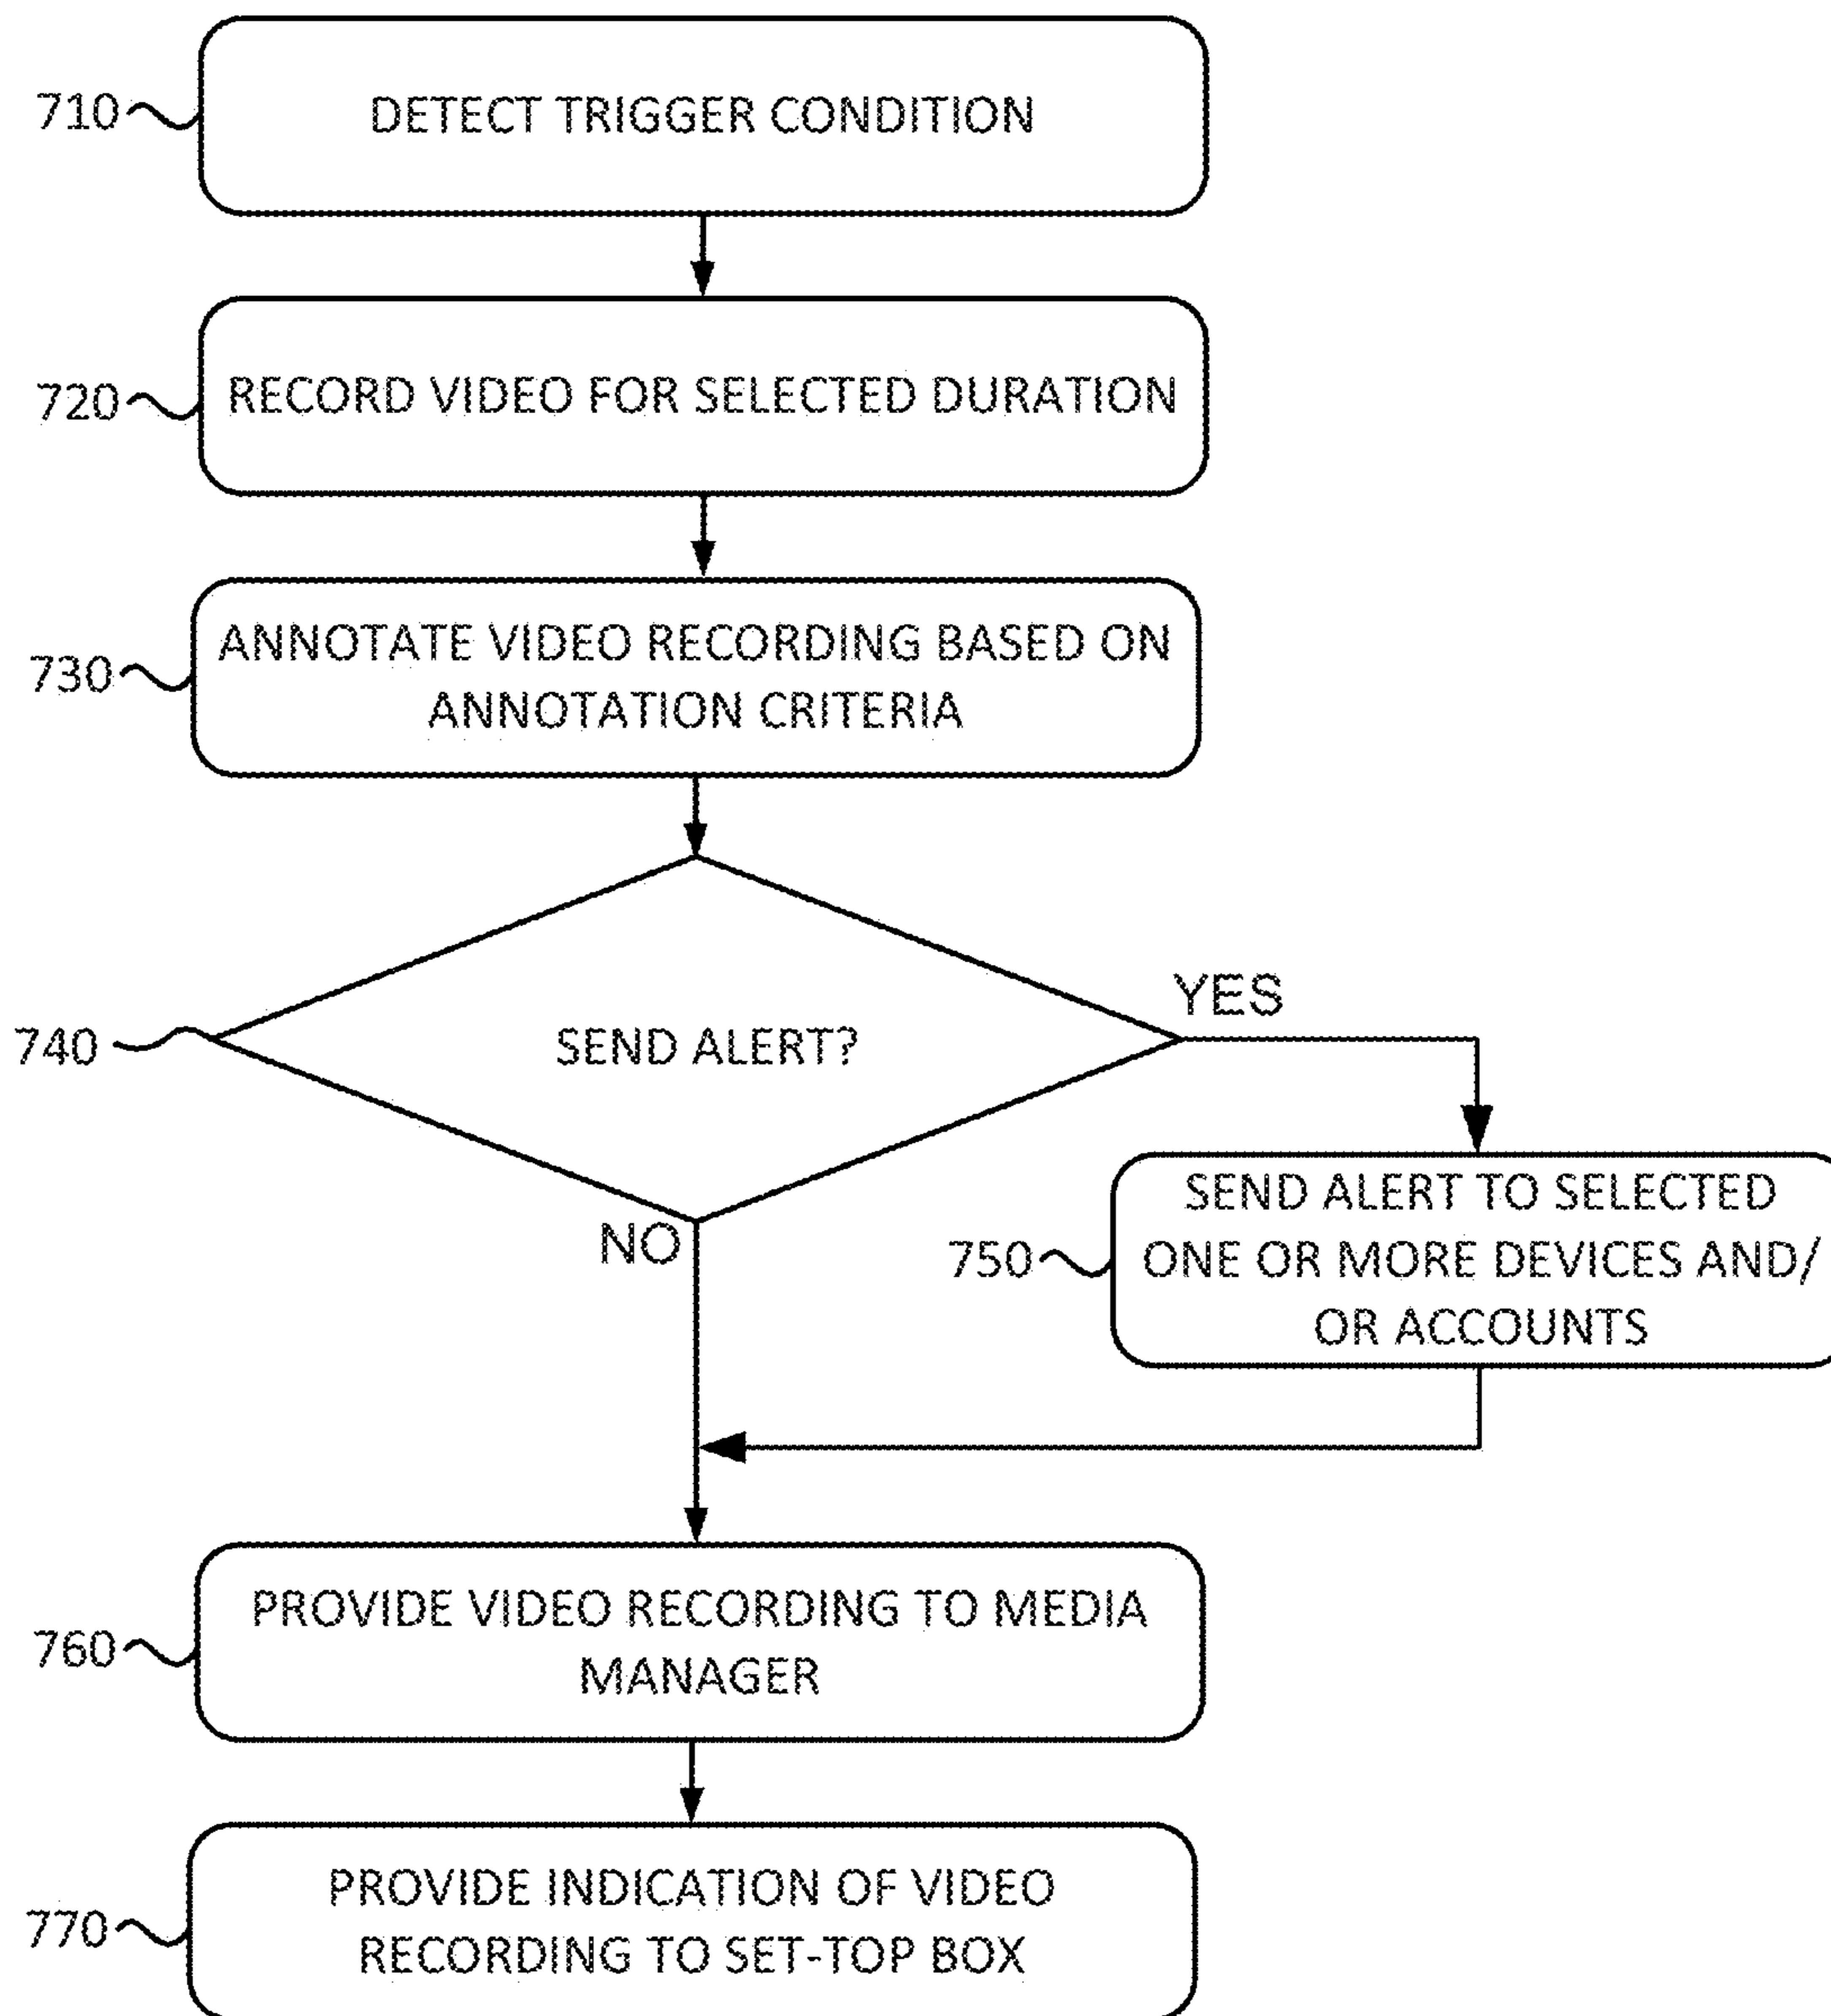 710
DETECT TRIGGER CONDITION
720
RECORD VIDEO FOR SELECTED DURATION
730
ANNOTATE VIDEO RECORDING BASED ON
ANNOTATION CRITERIA
740
SEND ALERT?
YES
NO
750
SEND ALERT TO SELECTED
ONE OR MORE DEVICES AND/
OR ACCOUNTS
760
PROVIDE VIDEO RECORDING TO MEDIA
MANAGER
770
PROVIDE INDICATION OF VIDEO
RECORDING TO SET-TOP BOX